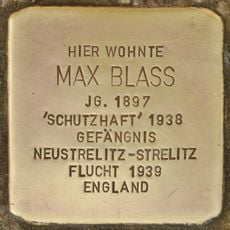 HIER WOHNTE
MAX BLASS
JG. 1897
'SCHUTZHAFT' 1938
GEFÄNGNIS
NEUSTRELITZ-STRELITZ
FLUCHT 1939
ENGLAND